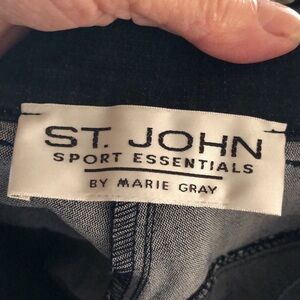 ST. JOHN
SPORT ESSENTIALS
BY MARIE GRAY